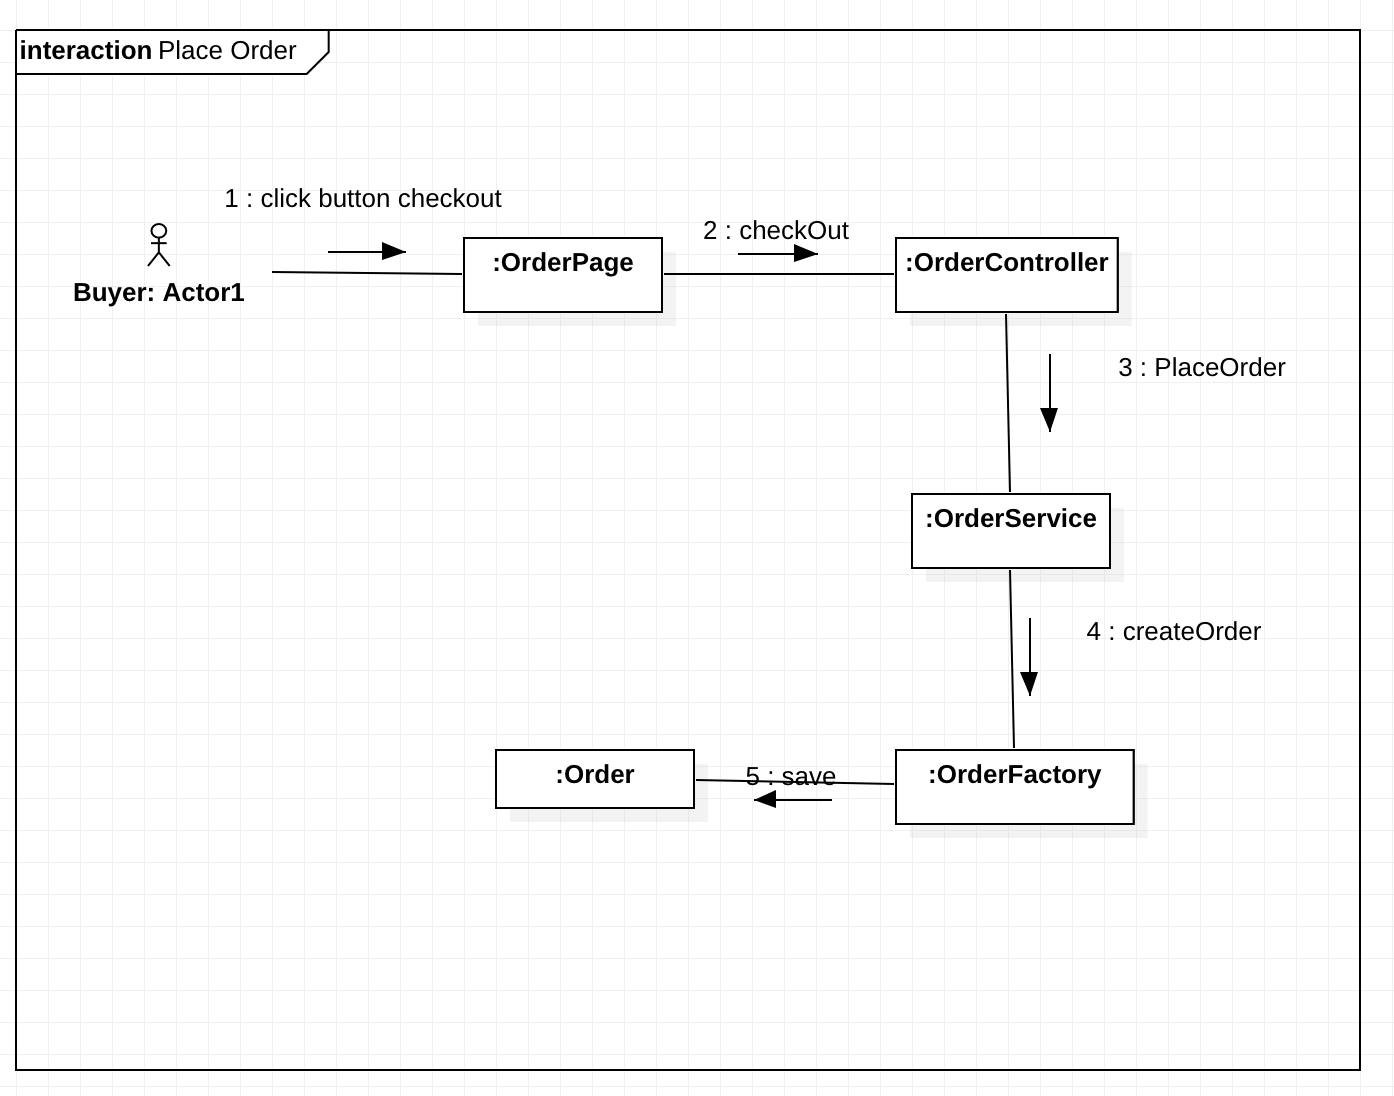 interaction Place Order
1 : click button checkout
2 : checkOut
:OrderPage
:OrderController
Buyer: Actor1
3 : PlaceOrder
:OrderService
4 : createOrder
:Order
5 : save
:OrderFactory